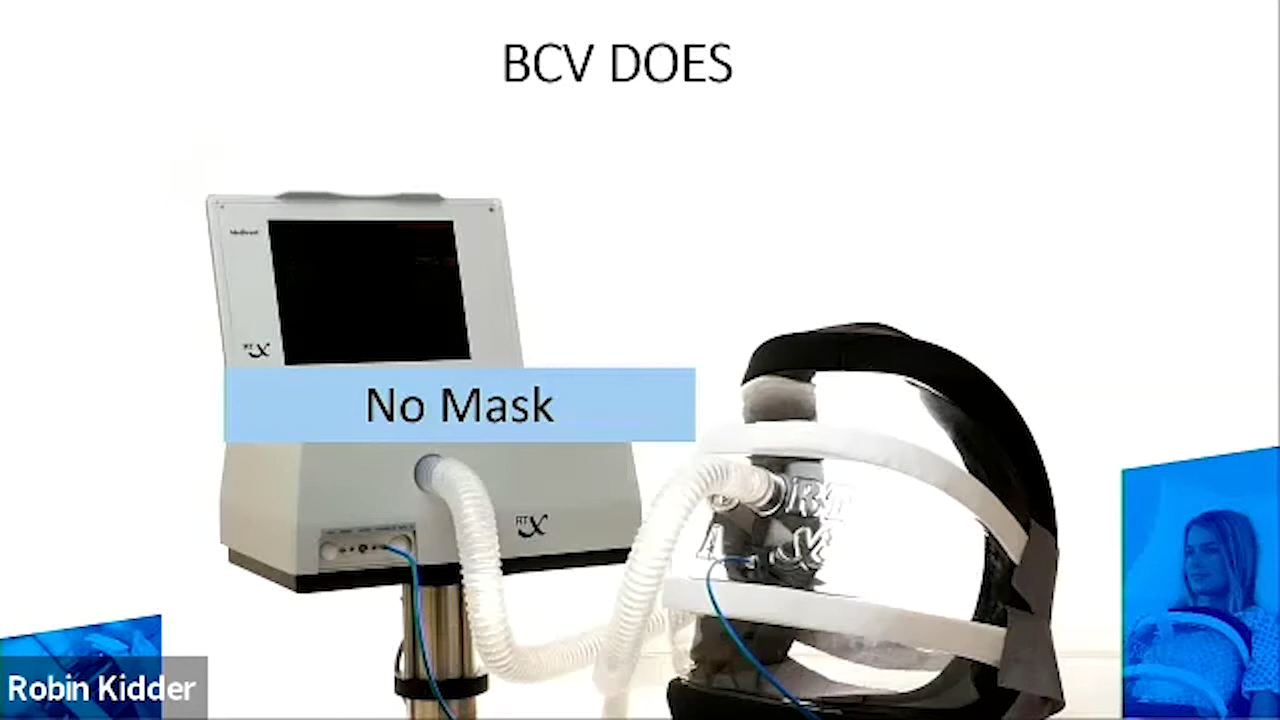 BCV DOES
RTX
No Mask
RTX
Robin Kidder